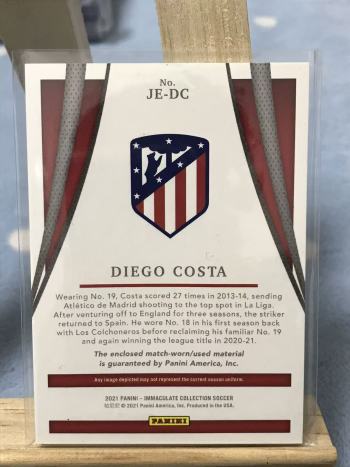 No.
JE-DC
DIEGO COSTA
Wearing No. 19, Costa scored 27 times in 2013-14, sending
Atlético de Madrid shooting to the top spot in La Liga.
After venturing off to England for three seasons, the striker
returned to Spain. He wore No. 18 in his first season back
with Los Colchoneros before reclaiming his familiar No. 19
and again winning the league title in 2020-21.
The enclosed match-worn/used material
is guaranteed by Panini America, Inc.
Any image depicted may not represent the current season uniform.
2021 PANINI – IMMACULATE COLLECTION SOCCER
© 2021 Panini America, Inc. Produced in the USA.
PANINI